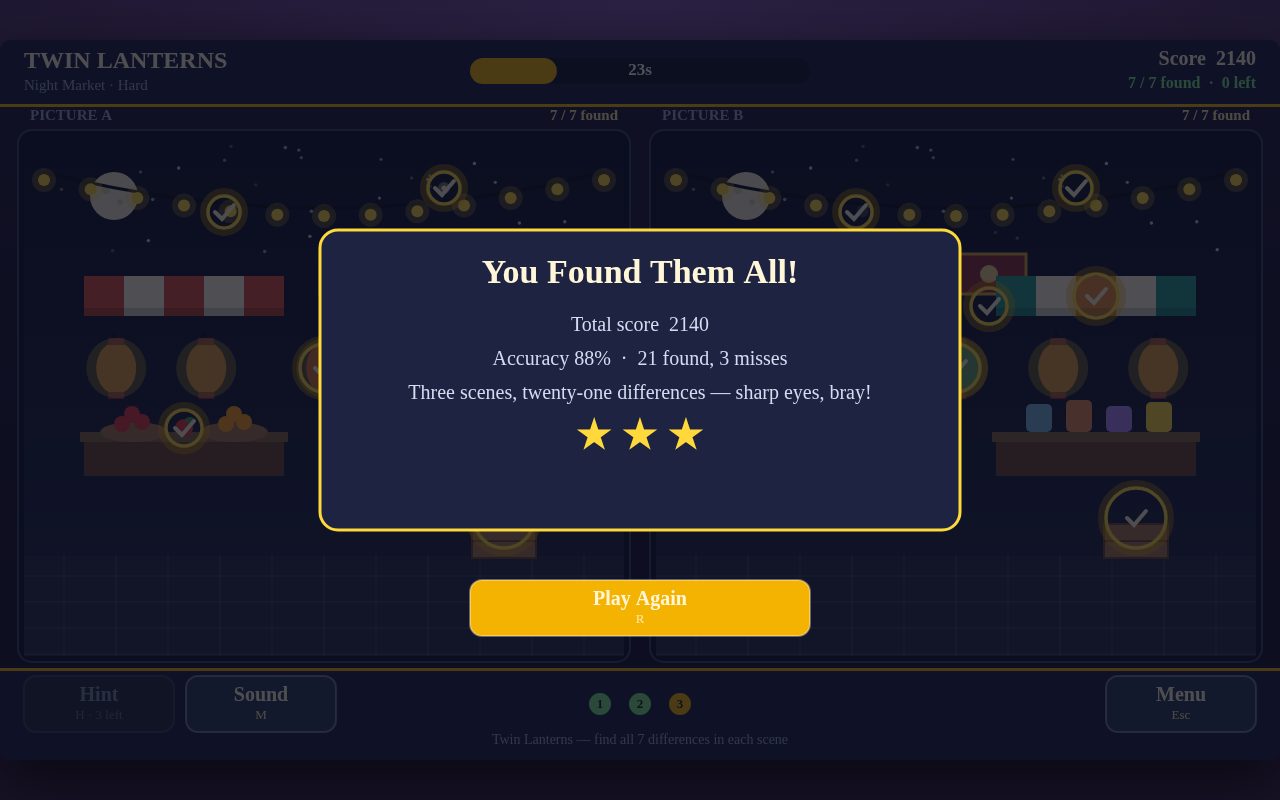 TWIN LANTERNS
Night Market · Hard
23s
Score 2140
7 / 7 found · 0 left
PICTURE A
7 / 7 found
PICTURE B
7 / 7 found
You Found Them All!
Total score 2140
Accuracy 88% · 21 found, 3 misses
Three scenes, twenty-one differences — sharp eyes, bray!
Play Again
R
Hint
H · 3 left
Sound
M
1 2 3
Menu
Esc
Twin Lanterns — find all 7 differences in each scene